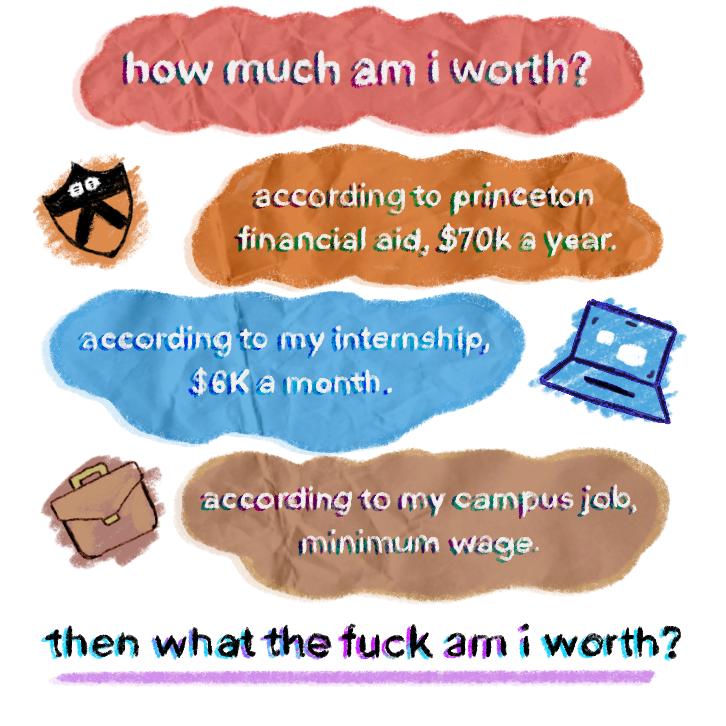 how much am i worth?
according to princeton
financial aid, $70k a year.
according to my internship,
$6K a month.
according to my campus job,
minimum wage.
then what the fuck am i worth?